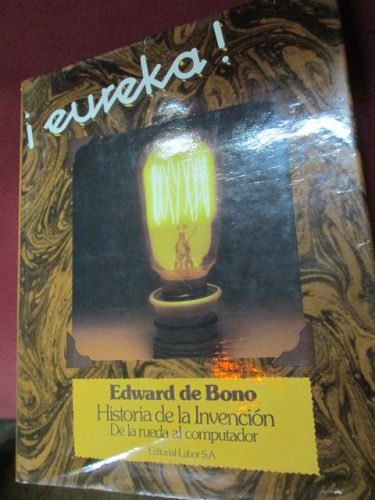 ¡eureka!
Edward de Bono
Historia de la Invención
De la rueda al computador
Editorial Labor S.A.